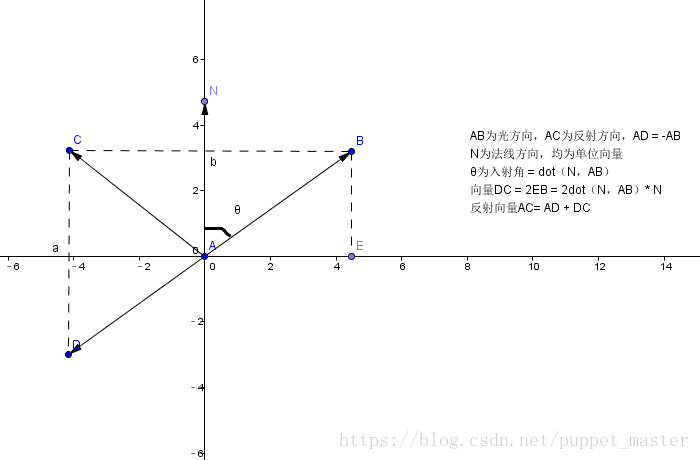 6
N
4
C
B
AB为光方向，AC为反射方向，AD = -AB
b
N为法线方向，均为单位向量
θ为入射角 = dot（N，AB）
2
向量DC = 2EB = 2dot（N，AB）* N
θ
反射向量AC= AD + DC
a
0
A
E
-6
-4
-2
0
2
4
6
8
10
12
14
-2
D
-4
https://blog.csdn.net/puppet_master
-6